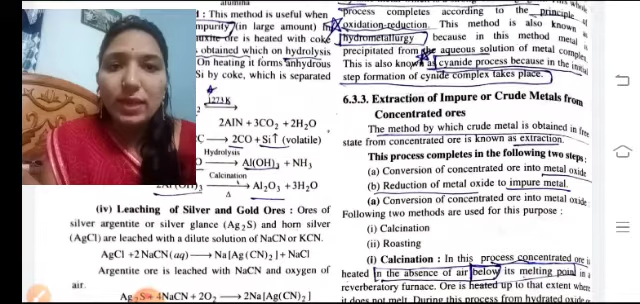 alumina
: This method is useful when
impurity (in large amount) in
ore is heated with coke
obtained which on hydrolysis
On heating it forms anhydrous
Si by coke, which is separated
1273 K
2AlN + 3CO₂ + 2H₂O
C → 2CO + Si↑ (volatile)
Hydrolysis
Al(OH)₃ + NH₃
Calcination
2Al(OH)₃ → Al₂O₃ + 3H₂O
Δ
(iv) Leaching of Silver and Gold Ores : Ores of
silver argentite or silver glance (Ag₂S) and horn silver
(AgCl) are leached with a dilute solution of NaCN or KCN.
AgCl + 2NaCN (aq) → Na[Ag(CN)₂] + NaCl
Argentite ore is leached with NaCN and oxygen of
air.
Ag₂S + 4NaCN + 2O₂ → 2Na[Ag(CN)₂]
process completes according to the principle of
oxidation-reduction. This method is also known
hydrometallurgy because in this method
precipitated from the aqueous solution of metal complex.
This is also known as cyanide process because in the initial
step formation of cynide complex takes place.
6.3.3. Extraction of Impure or Crude Metals from
Concentrated ores
The method by which crude metal is obtained in free
state from concentrated ore is known as extraction.
This process completes in the following two steps :
(a) Conversion of concentrated ore into metal oxide
(b) Reduction of metal oxide to impure metal.
(a) Conversion of concentrated ore into metal oxide
Following two methods are used for this purpose :
(i) Calcination
(ii) Roasting
(i) Calcination : In this process concentrated ore is
heated in the absence of air below its melting point in a
reverberatory furnace. Ore is heated up to that extent where
it does not melt. During this process from hydrated oxide